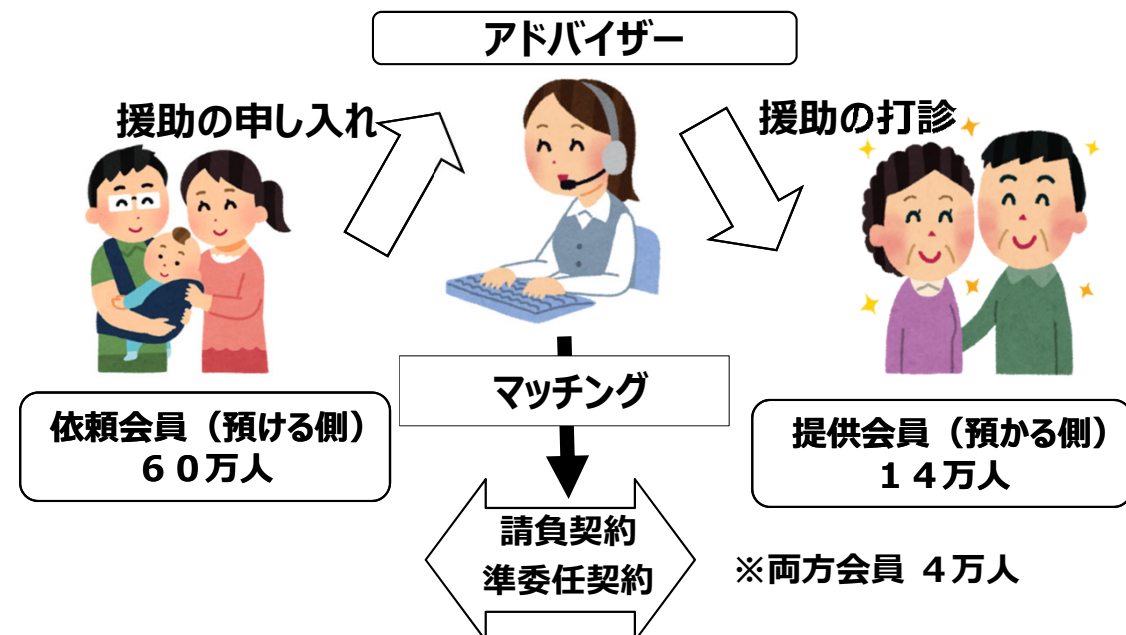 アドバイザー
援助の申し入れ
援助の打診
マッチング
依頼会員（預ける側）
６０万人
提供会員（預かる側）
１４万人
請負契約
準委任契約
※両方会員 ４万人